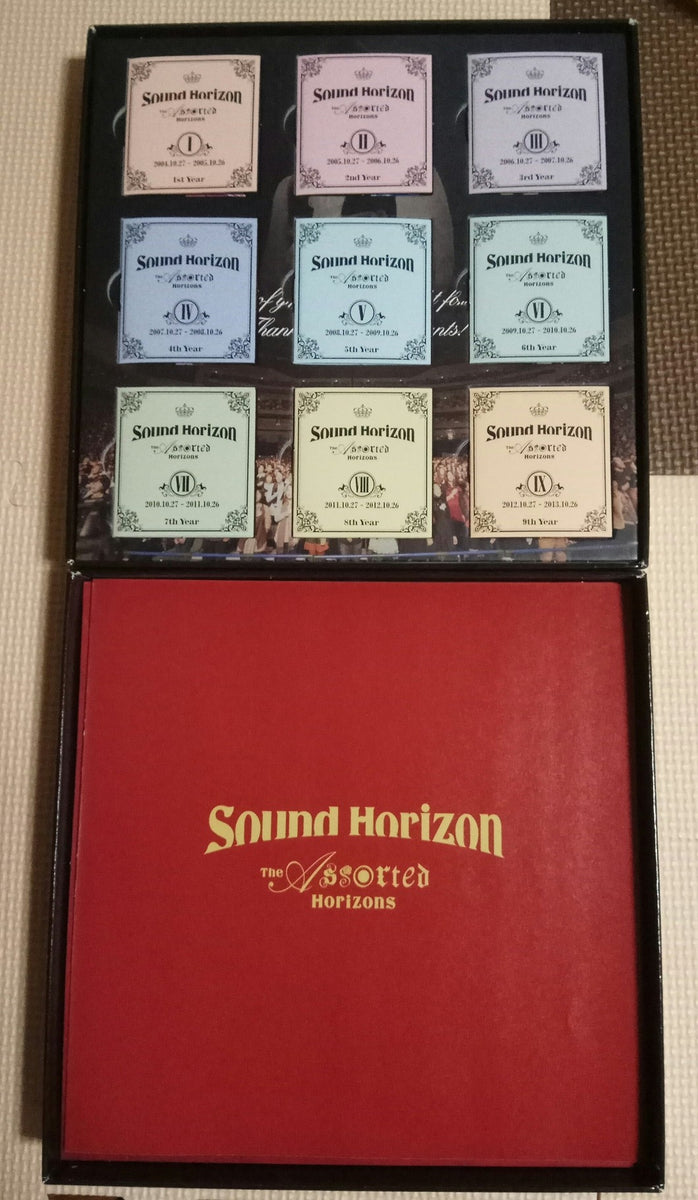 Sound Horizon
The Assorted
Horizons
I
2004.10.27 - 2005.10.26
1st Year
Sound Horizon
The Assorted
Horizons
II
2005.10.27 - 2006.10.26
2nd Year
Sound Horizon
The Assorted
Horizons
III
2006.10.27 - 2007.10.26
3rd Year
Sound Horizon
The Assorted
Horizons
IV
2007.10.27 - 2008.10.26
4th Year
Sound Horizon
The Assorted
Horizons
V
2008.10.27 - 2009.10.26
5th Year
Sound Horizon
The Assorted
Horizons
VI
2009.10.27 - 2010.10.26
6th Year
Sound Horizon
The Assorted
Horizons
VII
2010.10.27 - 2011.10.26
7th Year
Sound Horizon
The Assorted
Horizons
VIII
2011.10.27 - 2012.10.26
8th Year
Sound Horizon
The Assorted
Horizons
IX
2012.10.27 - 2013.10.26
9th Year
Sound Horizon
The Assorted
Horizons